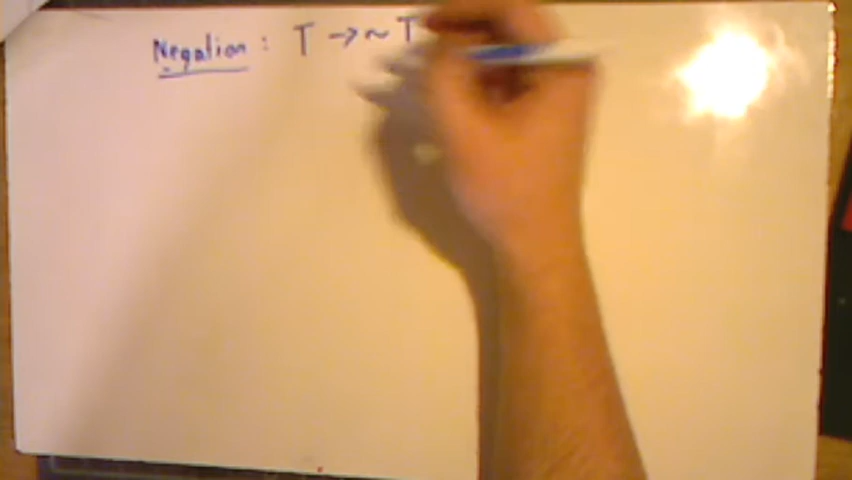 Negation: T → ~T